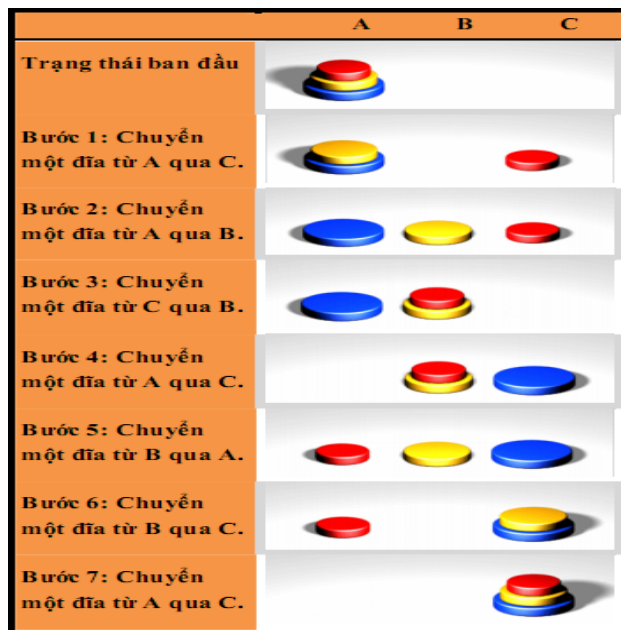 A B C
Trạng thái ban đầu
Bước 1: Chuyển
một đĩa từ A qua C.
Bước 2: Chuyển
một đĩa từ A qua B.
Bước 3: Chuyển
một đĩa từ C qua B.
Bước 4: Chuyển
một đĩa từ A qua C.
Bước 5: Chuyển
một đĩa từ B qua A.
Bước 6: Chuyển
một đĩa từ B qua C.
Bước 7: Chuyển
một đĩa từ A qua C.